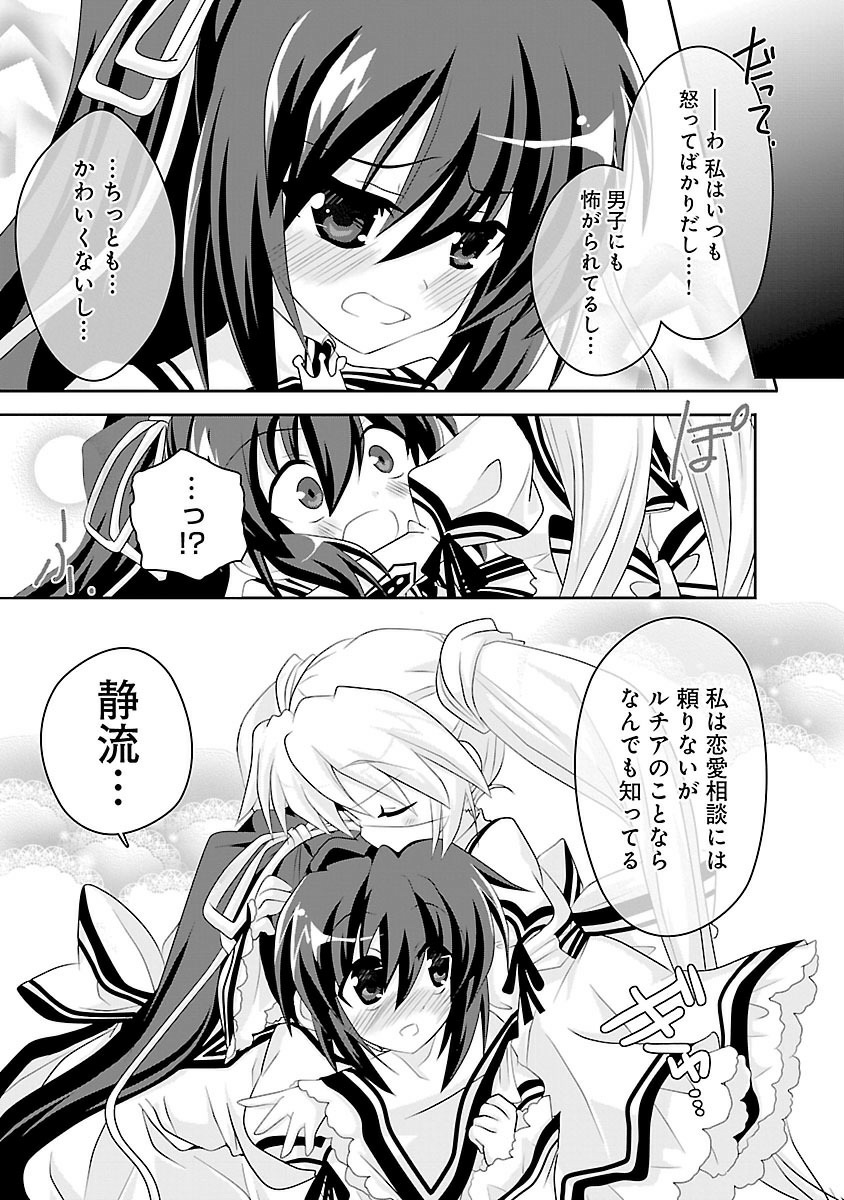 だって、
――わ 私はいつも
怒ってばかりだし…!
男子にも
怖がられてるし…
…ちっとも…
かわいくないし…
ぽ
ふ.
…っ
!?
私は恋愛相談には
頼りないが
ルチアのことなら
なんでも知ってる
静流…